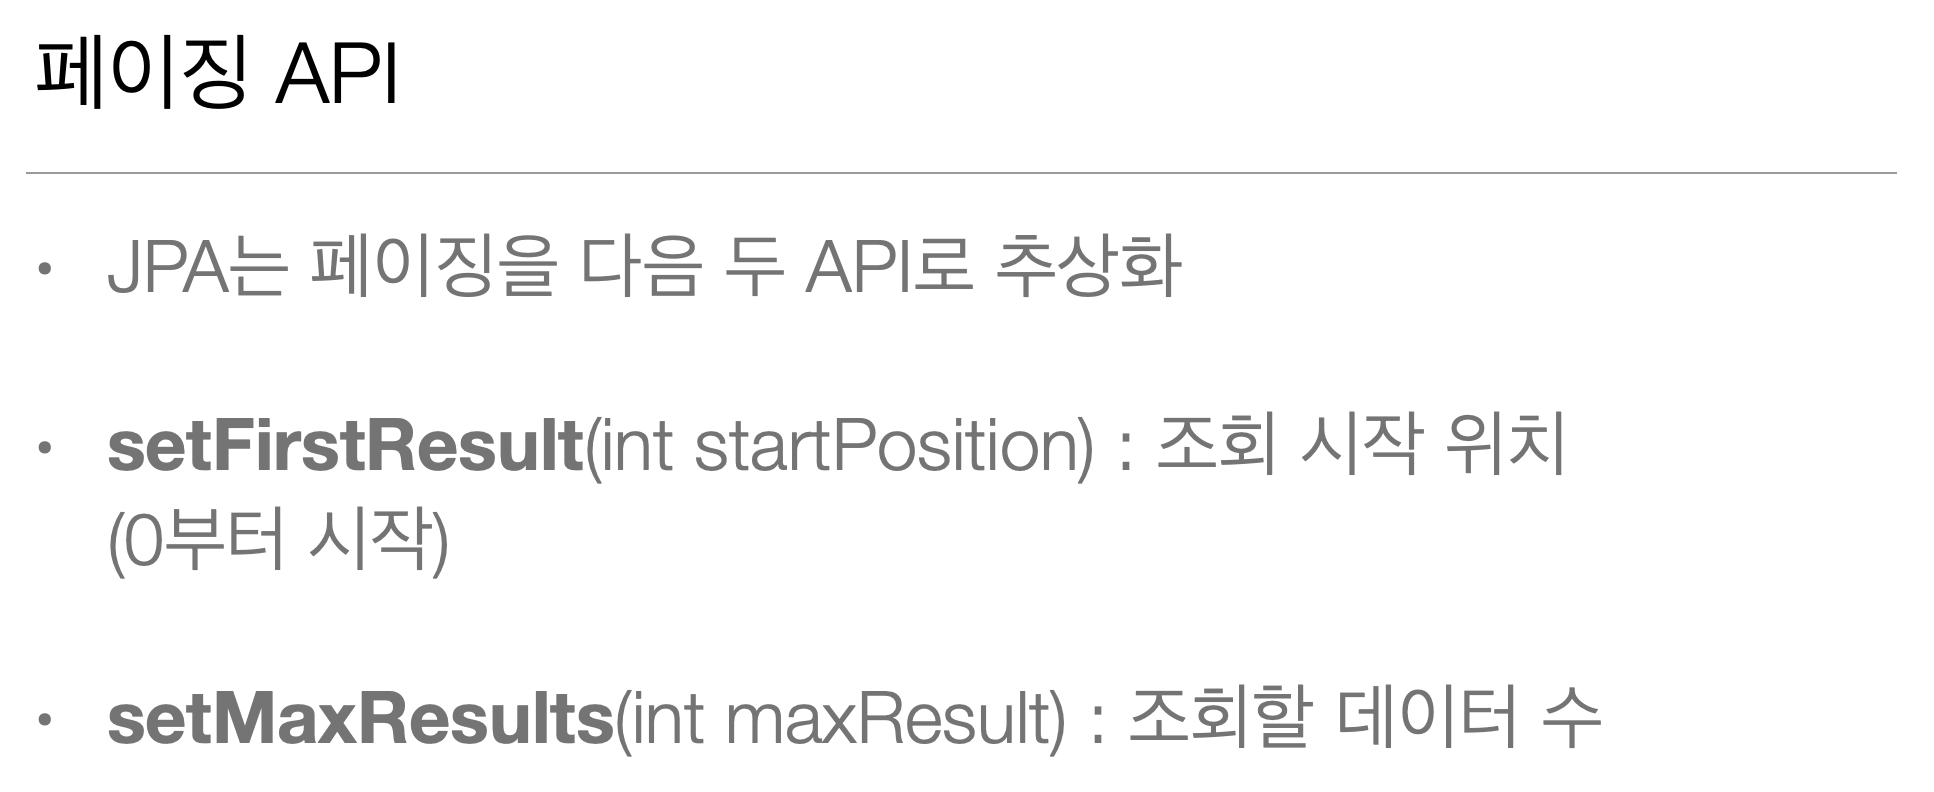 페이징 API
• JPA는 페이징을 다음 두 API로 추상화
• setFirstResult(int startPosition) : 조회 시작 위치
(0부터 시작)
• setMaxResults(int maxResult) : 조회할 데이터 수